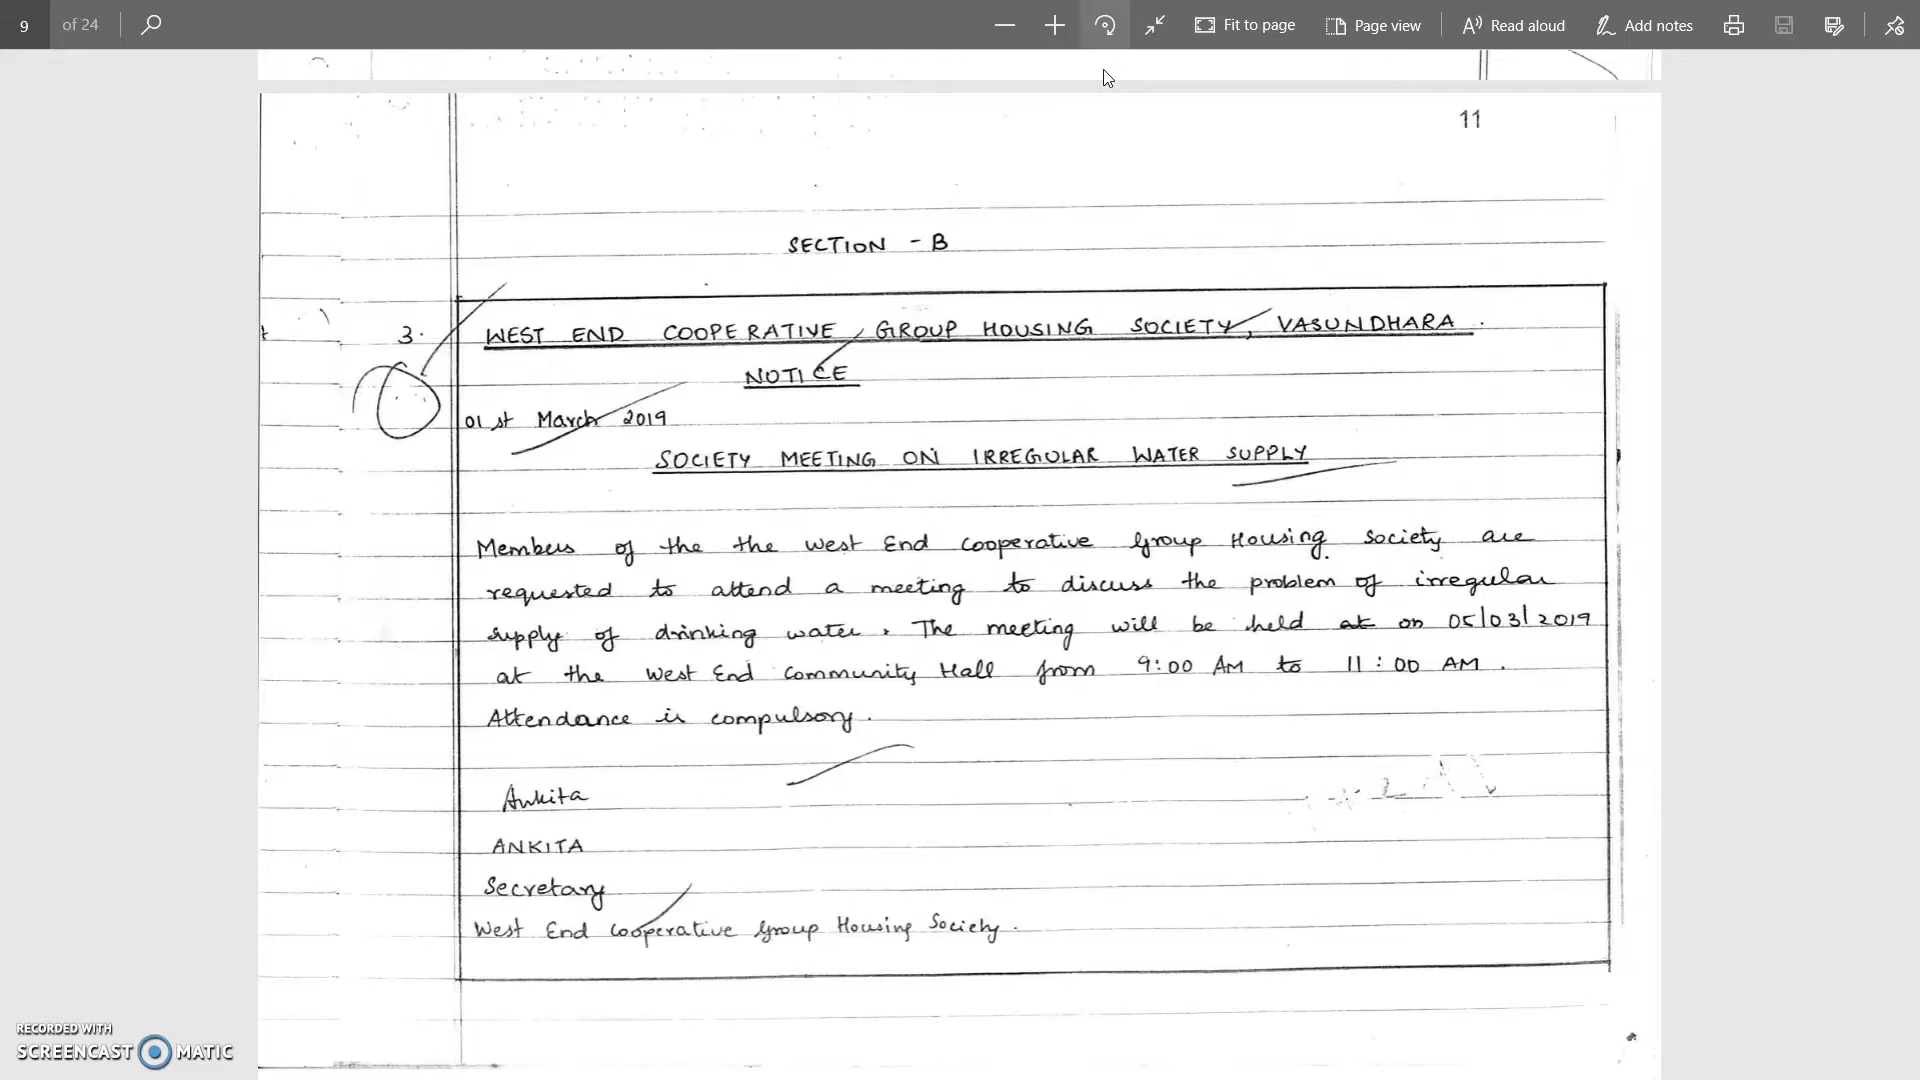 9 of 24 Fit to page Page view Read aloud Add notes
11
SECTION - B
3. WEST END COOPERATIVE GROUP HOUSING SOCIETY, VASUNDHARA.
NOTICE
01st March 2019
SOCIETY MEETING ON IRREGULAR WATER SUPPLY
Members of the the West End Cooperative Group Housing Society are
requested to attend a meeting to discuss the problem of irregular
supply of drinking water. The meeting will be held at on 05/03/2019
at the West End Community Hall from 9:00 AM to 11:00 AM.
Attendance is compulsory.
Ankita
ANKITA
Secretary
West End Cooperative Group Housing Society.
RECORDED WITH
SCREENCAST MATIC